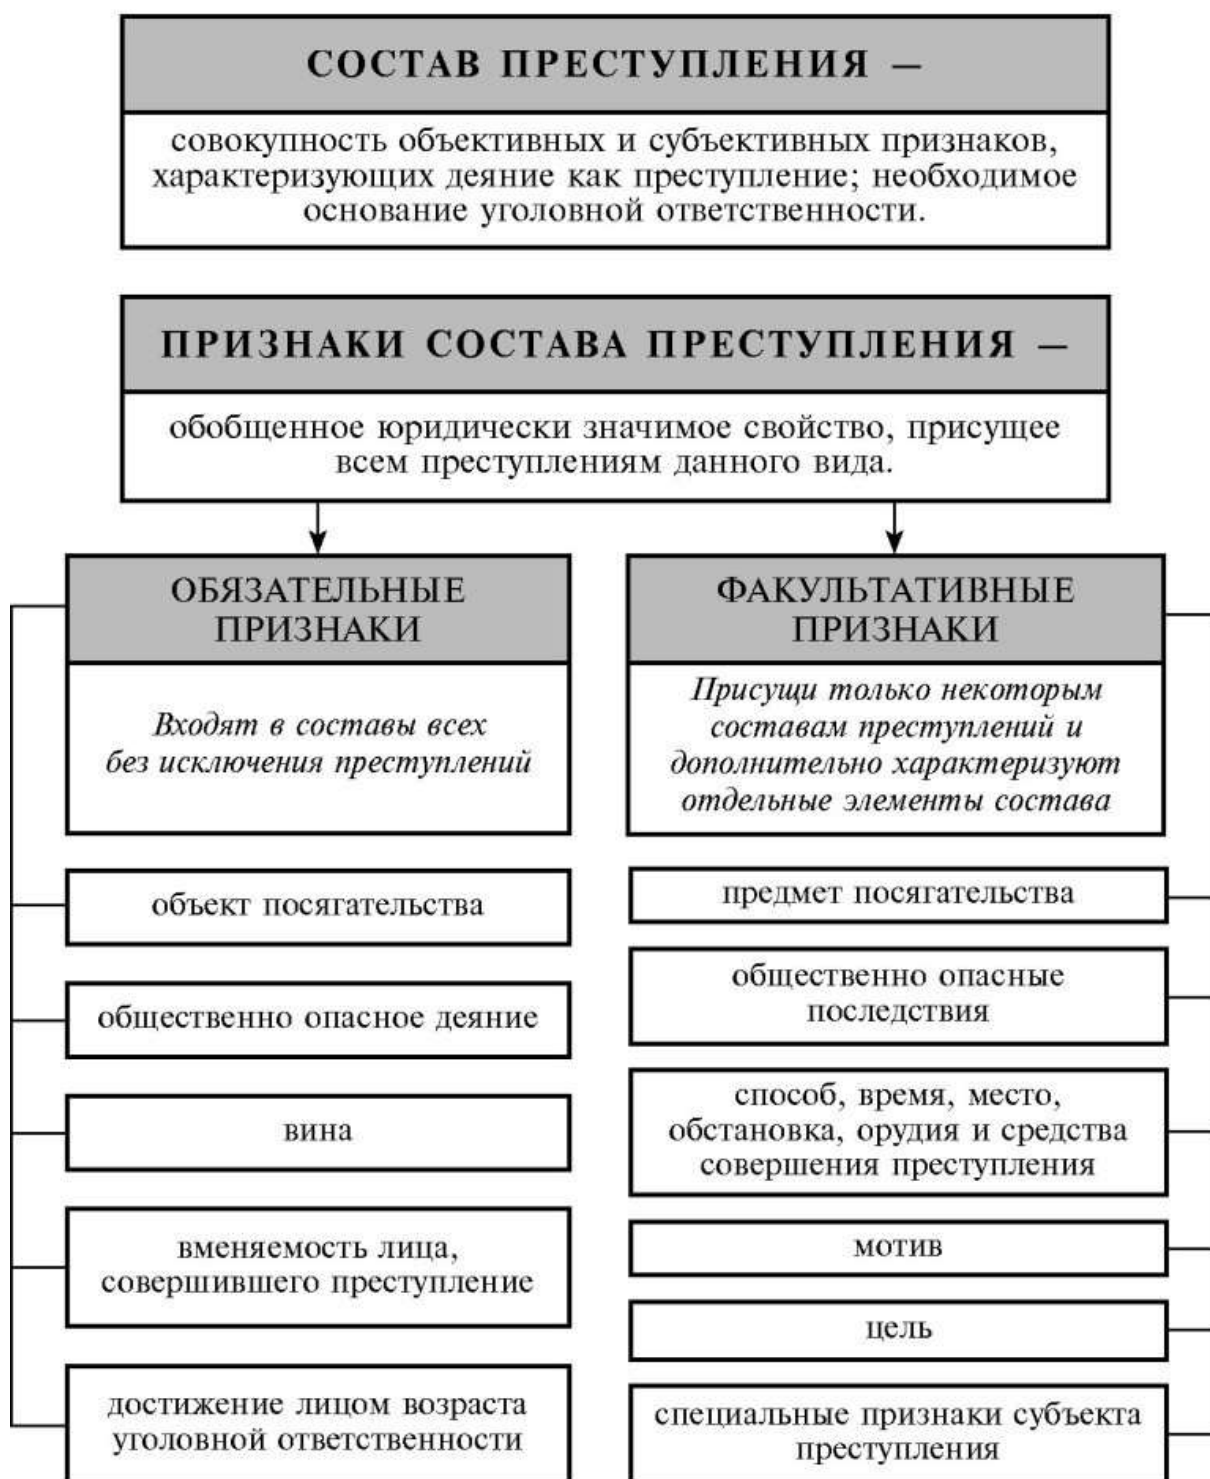 СОСТАВ ПРЕСТУПЛЕНИЯ —
совокупность объективных и субъективных признаков,
характеризующих деяние как преступление; необходимое
основание уголовной ответственности.
ПРИЗНАКИ СОСТАВА ПРЕСТУПЛЕНИЯ —
обобщенное юридически значимое свойство, присущее
всем преступлениям данного вида.
ОБЯЗАТЕЛЬНЫЕ
ПРИЗНАКИ
Входят в составы всех
без исключения преступлений
объект посягательства
общественно опасное деяние
вина
вменяемость лица,
совершившего преступление
достижение лицом возраста
уголовной ответственности
ФАКУЛЬТАТИВНЫЕ
ПРИЗНАКИ
Присущи только некоторым
составам преступлений и
дополнительно характеризуют
отдельные элементы состава
предмет посягательства
общественно опасные
последствия
способ, время, место,
обстановка, орудия и средства
совершения преступления
мотив
цель
специальные признаки субъекта
преступления